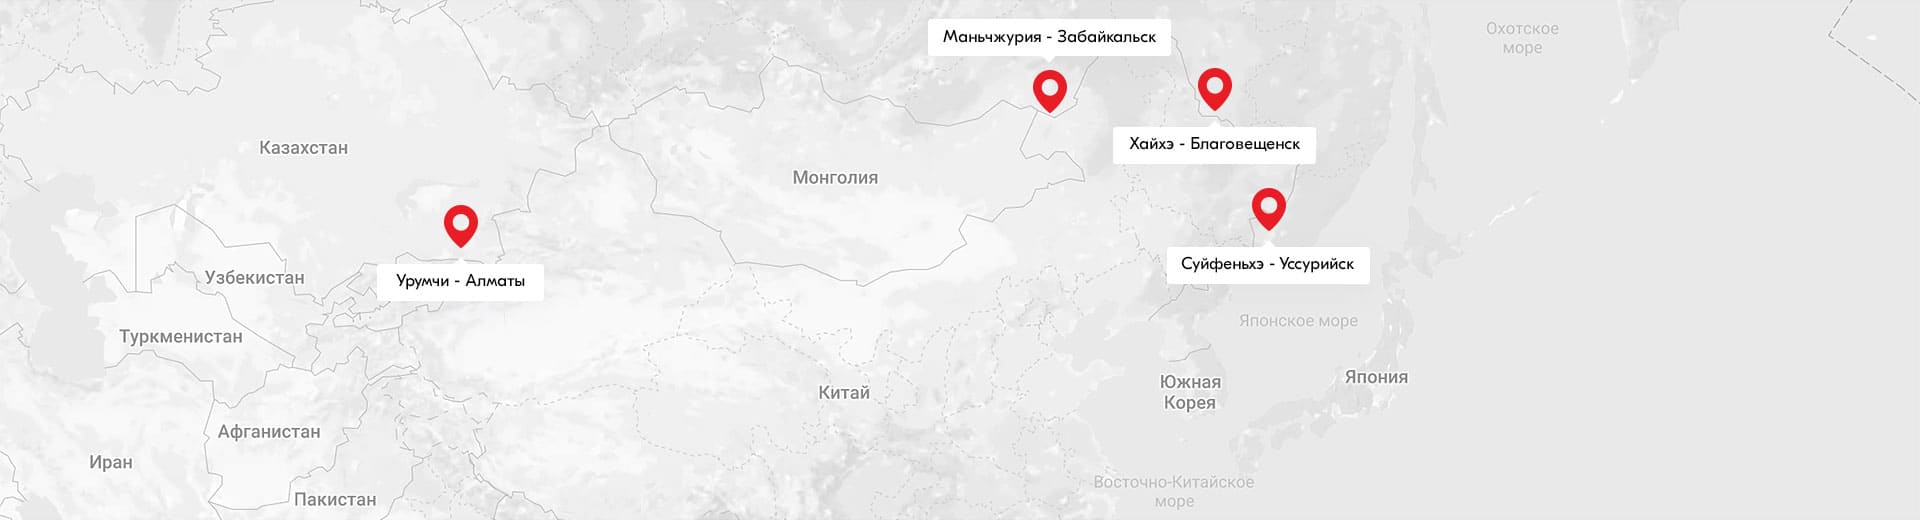 Охотское
море
Маньчжурия - Забайкальск
Хайхэ - Благовещенск
Казахстан
Монголия
Суйфеньхэ - Уссурийск
Узбекистан
Урумчи - Алматы
Японское море
Туркменистан
Япония
Южная
Корея
Китай
Афганистан
Иран
Восточно-Китайское
море
Пакистан